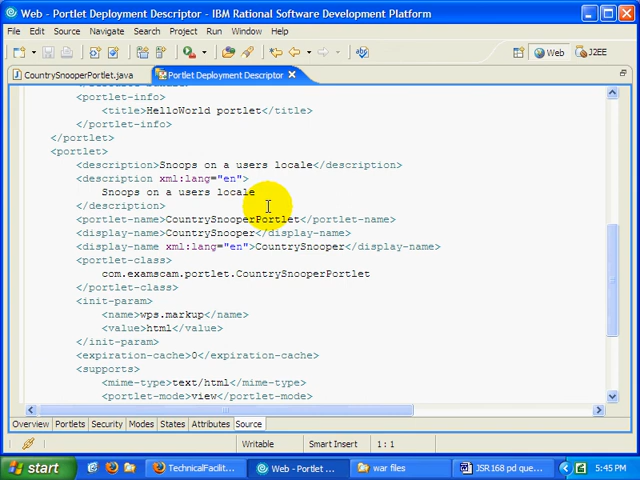 Web - Portlet Deployment Descriptor - IBM Rational Software Development Platform
File Edit Source Navigate Search Project Run Window Help
Web J2EE
CountrySnooperPortlet.java Portlet Deployment Descriptor
<portlet-info>
<title>HelloWorld portlet</title>
</portlet-info>
</portlet>
<portlet>
<description>Snoops on a users locale</description>
<description xml:lang="en">
Snoops on a users locale
</description>
<portlet-name>CountrySnooperPortlet</portlet-name>
<display-name>CountrySnooper</display-name>
<display-name xml:lang="en">CountrySnooper</display-name>
<portlet-class>
com.examscam.portlet.CountrySnooperPortlet
</portlet-class>
<init-param>
<name>wps.markup</name>
<value>html</value>
</init-param>
<expiration-cache>0</expiration-cache>
<supports>
<mime-type>text/html</mime-type>
<portlet-mode>view</portlet-mode>
Overview Portlets Security Modes States Attributes Source
Writable Smart Insert 1 : 1
start TechnicalFacilit... Web - Portlet ... war files JSR168 pd que... 5:45 PM